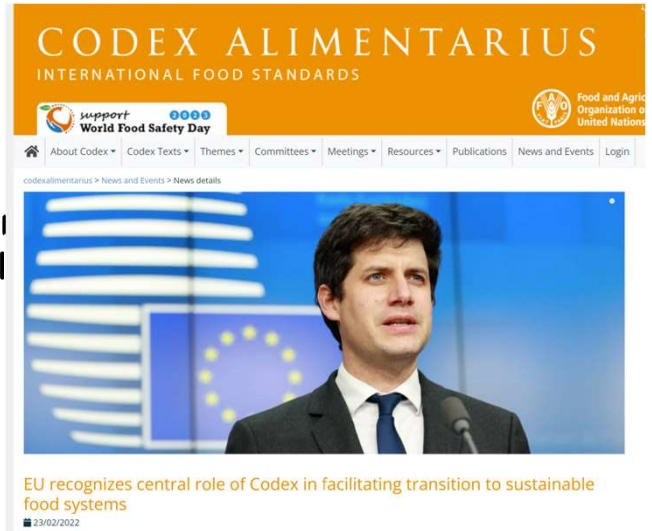 CODEX ALIMENTARIUS
INTERNATIONAL FOOD STANDARDS
support 2023
World Food Safety Day
FAO
Food and Agric
Organization o
United Nations
About Codex Codex Texts Themes Committees Meetings Resources Publications News and Events Login
codexalimentarius > News and Events > News details
EU recognizes central role of Codex in facilitating transition to sustainable
food systems
23/02/2022